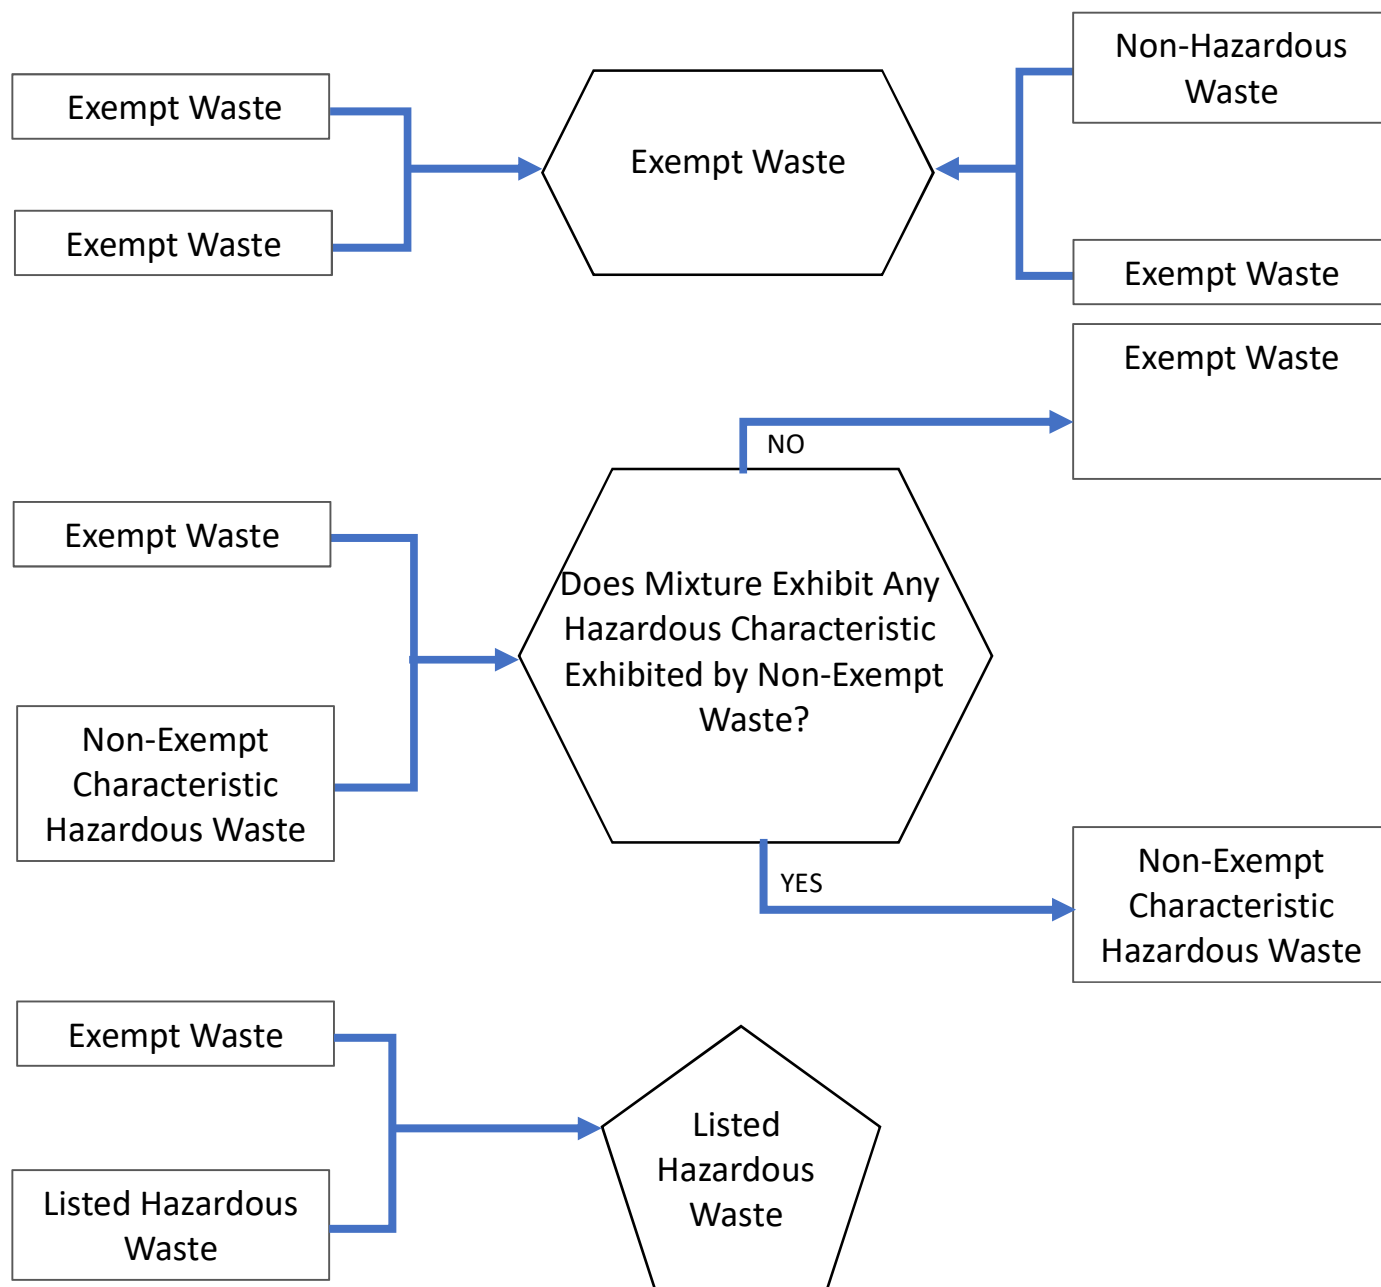 Exempt Waste
Exempt Waste
Exempt Waste
Non-Hazardous
Waste
Exempt Waste
Exempt Waste
NO
Exempt Waste
Non-Exempt
Characteristic
Hazardous Waste
Does Mixture Exhibit Any
Hazardous Characteristic
Exhibited by Non-Exempt
Waste?
YES
Non-Exempt
Characteristic
Hazardous Waste
Exempt Waste
Listed Hazardous
Waste
Listed
Hazardous
Waste